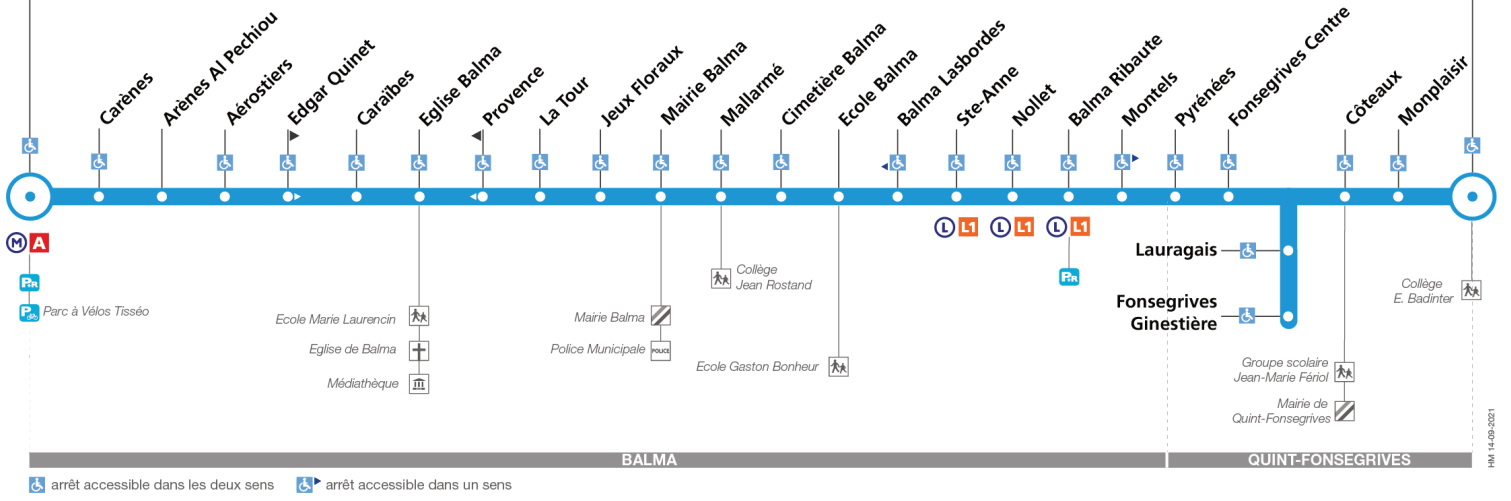 Carènes
Arènes Al Pechiou
Aérostiers
Edgar Quinet
Caraïbes
Eglise Balma
Provence
La Tour
Jeux Floraux
Mairie Balma
Mallarmé
Cimetière Balma
Ecole Balma
Balma Lasbordes
Ste-Anne
Nollet
Balma Ribaute
Montels
Pyrénées
Fonsegrives Centre
Côteaux
Monplaisir
M A
L L1
L L1
L L1
P+R
P+R
P
Parc à Vélos Tisséo
Ecole Marie Laurencin
Eglise de Balma
Médiathèque
Mairie Balma
Police Municipale
POLICE
Collège
Jean Rostand
Ecole Gaston Bonheur
Lauragais
Fonsegrives
Ginestière
Groupe scolaire
Jean-Marie Fériol
Mairie de
Quint-Fonsegrives
Collège
E. Badinter
HM 14-09-2021
BALMA
QUINT-FONSEGRIVES
arrêt accessible dans les deux sens
arrêt accessible dans un sens